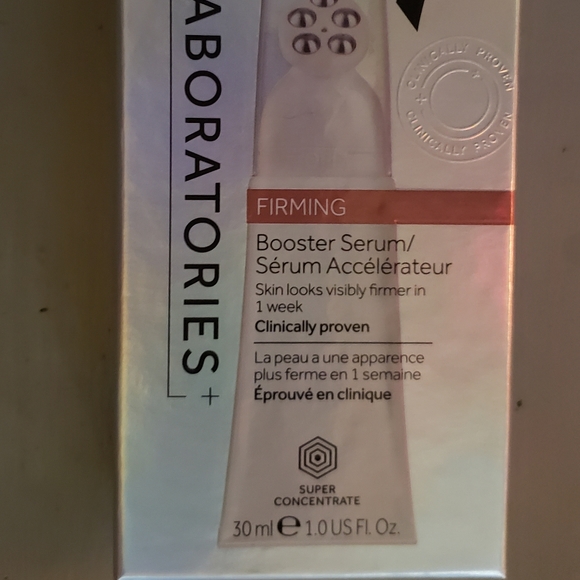 ABORATORIES+
CLINICALLY PROVEN
CLINICALLY PROVEN
FIRMING
Booster Serum/
Sérum Accélérateur
Skin looks visibly firmer in
1 week
Clinically proven
La peau a une apparence
plus ferme en 1 semaine
Éprouvé en clinique
SUPER
CONCENTRATE
30 ml e 1.0 US Fl. Oz.